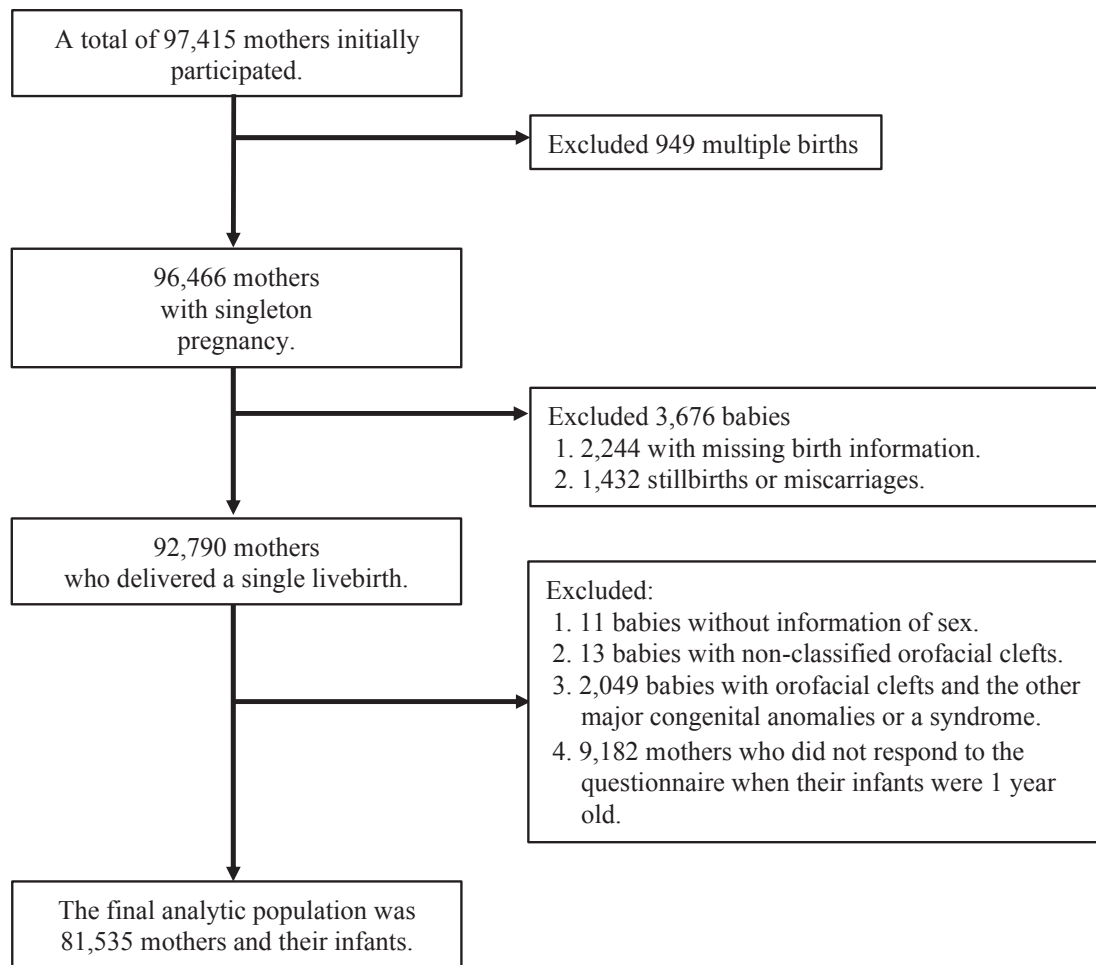 A total of 97,415 mothers initially
participated.
Excluded 949 multiple births
96,466 mothers
with singleton
pregnancy.
Excluded 3,676 babies
1. 2,244 with missing birth information.
2. 1,432 stillbirths or miscarriages.
92,790 mothers
who delivered a single livebirth.
Excluded:
1. 11 babies without information of sex.
2. 13 babies with non-classified orofacial clefts.
3. 2,049 babies with orofacial clefts and the other
major congenital anomalies or a syndrome.
4. 9,182 mothers who did not respond to the
questionnaire when their infants were 1 year
old.
The final analytic population was
81,535 mothers and their infants.